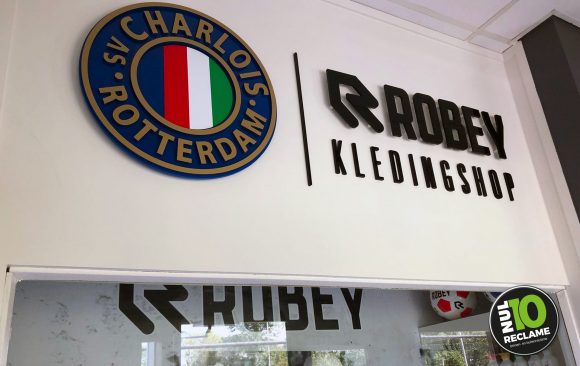 SV CHARLOIS
ROTTERDAM
ROBEY
KLEDINGSHOP
ROBEY
NUL
10
RECLAME